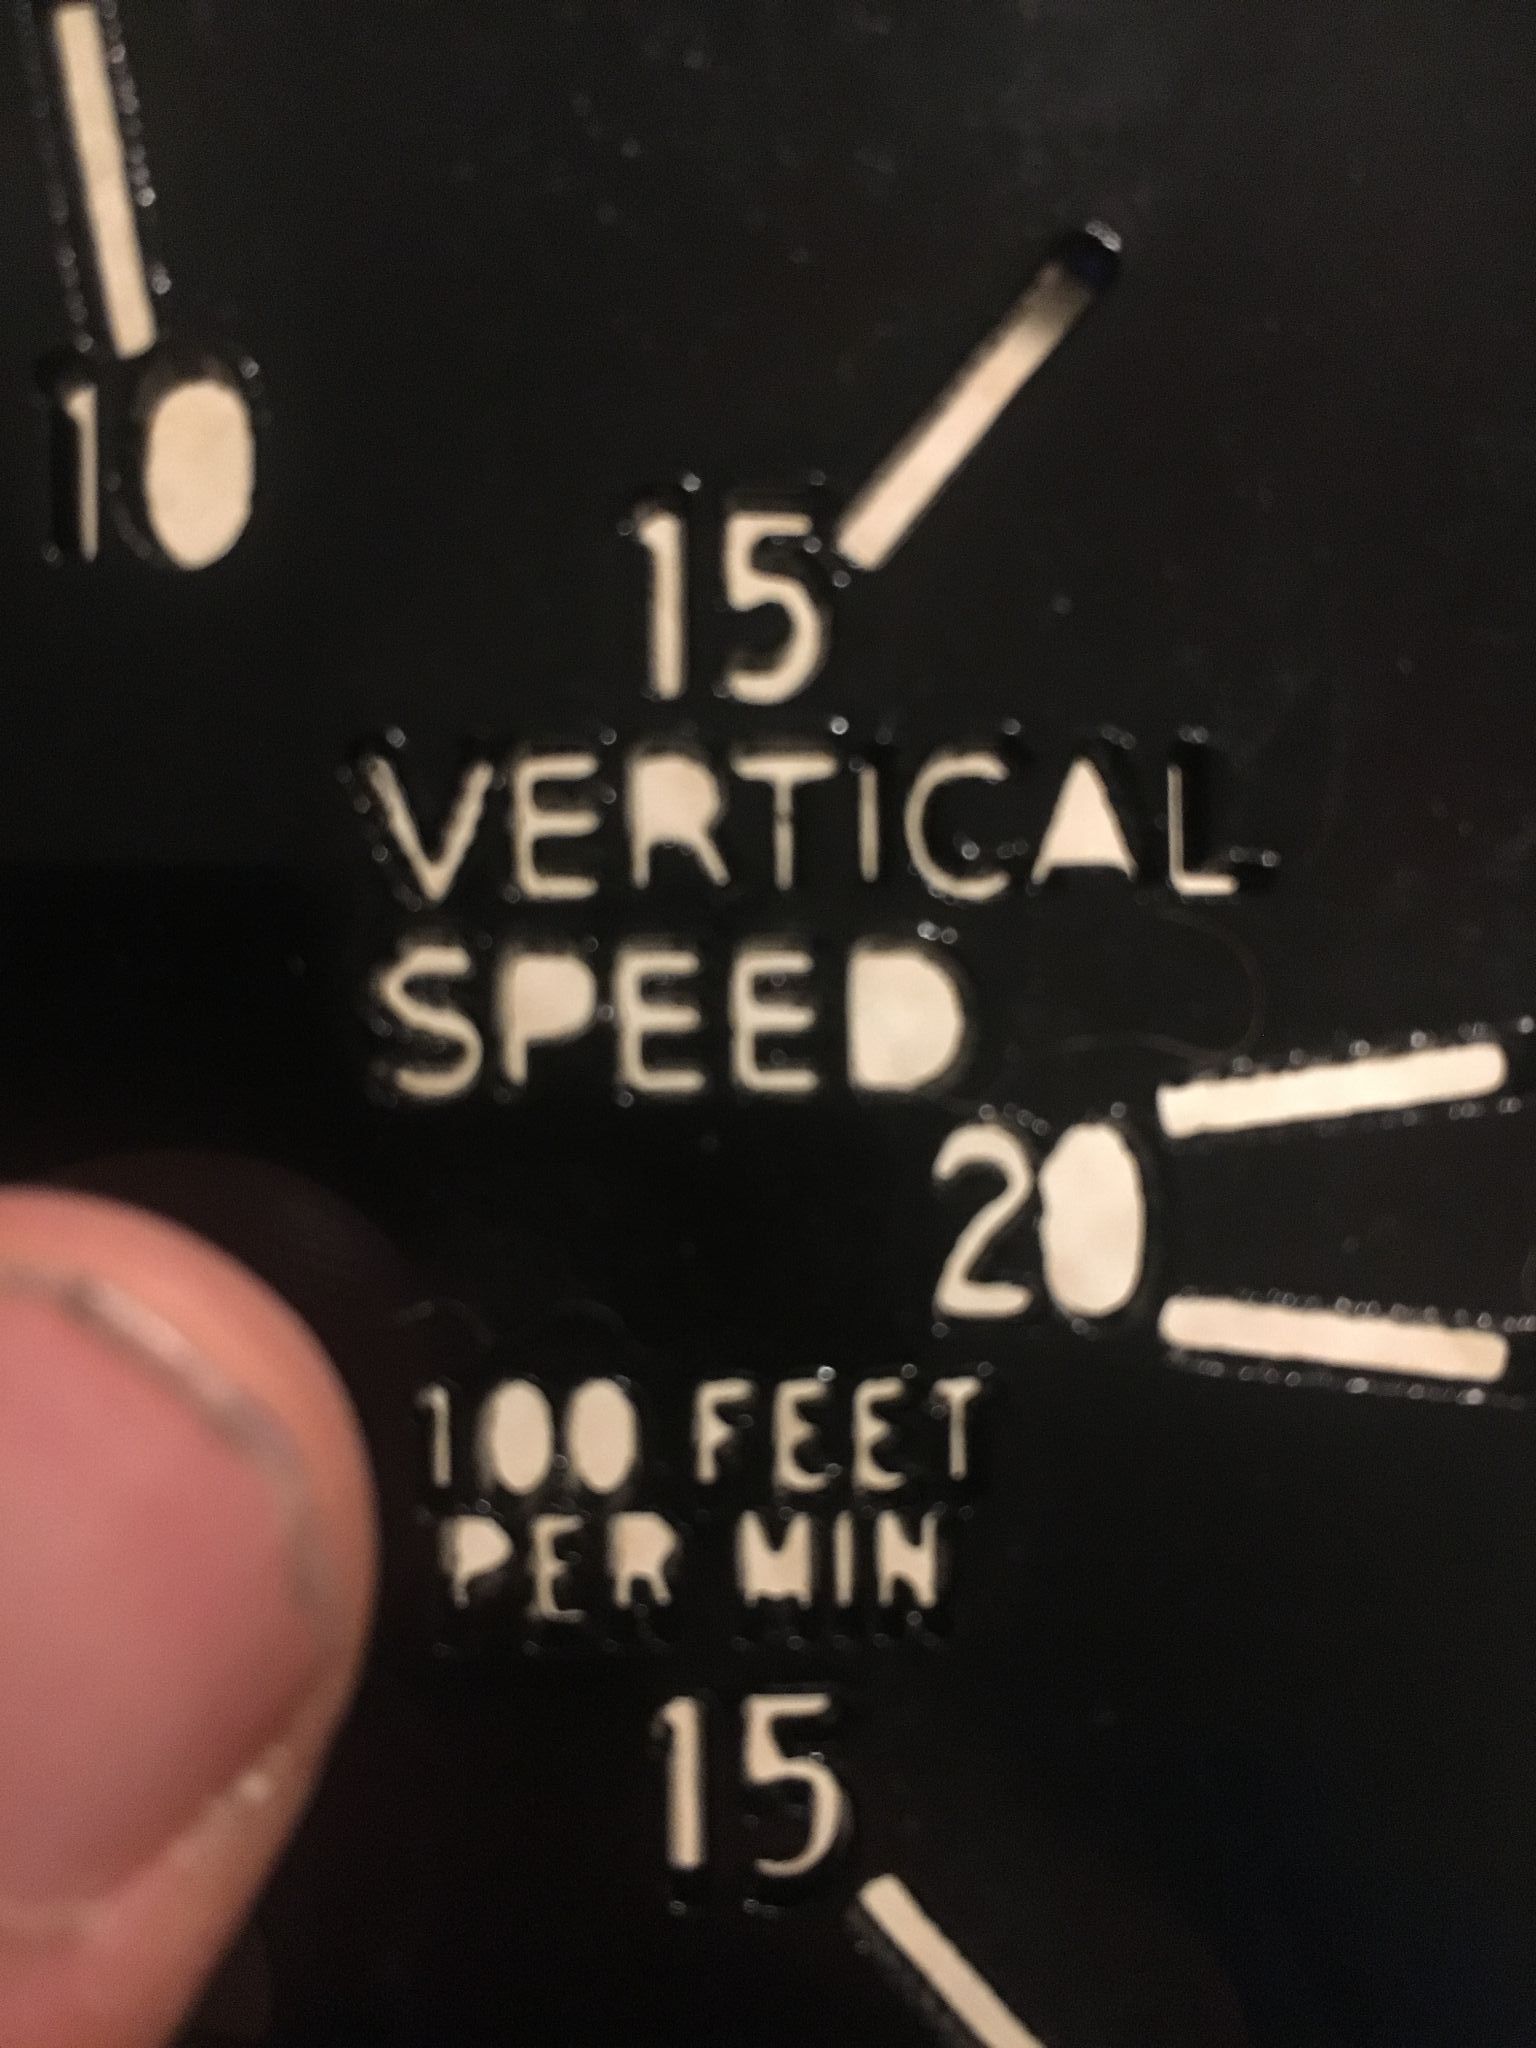 10
15
VERTICAL
SPEED
20
100 FEET
PER MIN
15